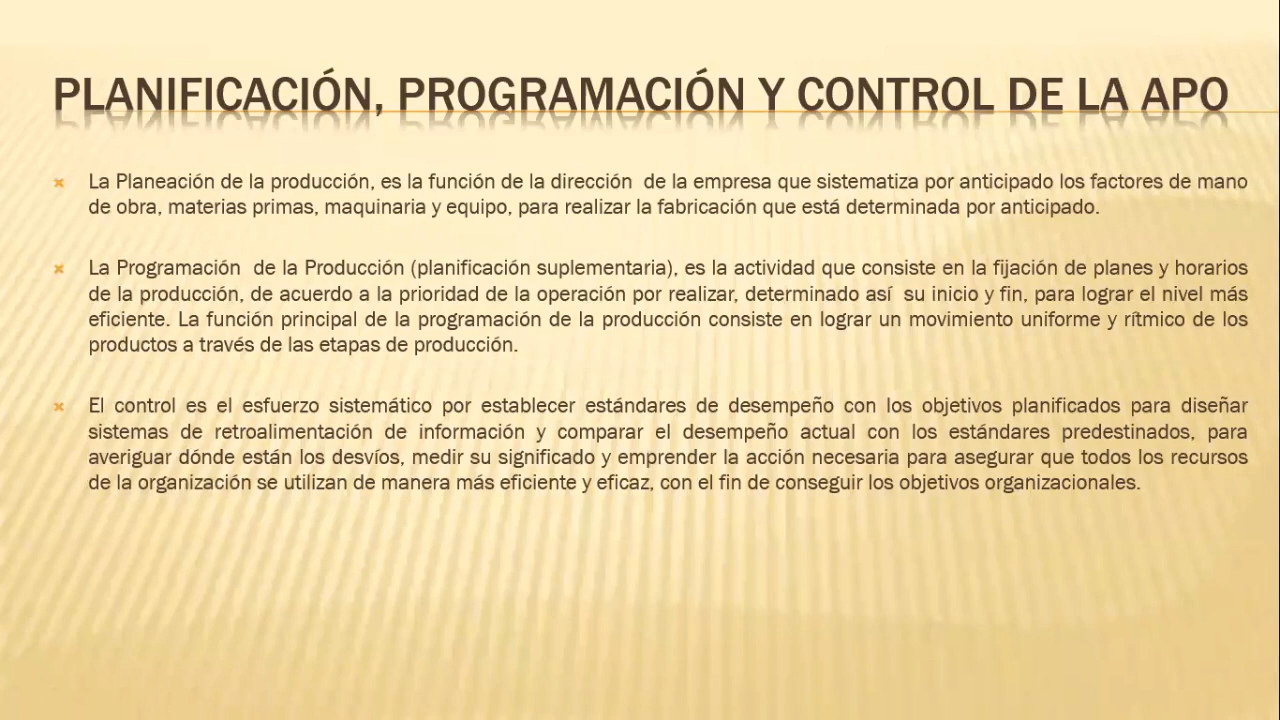 PLANIFICACIÓN, PROGRAMACIÓN Y CONTROL DE LA APO
La Planeación de la producción, es la función de la dirección de la empresa que sistematiza por anticipado los factores de mano
de obra, materias primas, maquinaria y equipo, para realizar la fabricación que está determinada por anticipado.
La Programación de la Producción (planificación suplementaria), es la actividad que consiste en la fijación de planes y horarios
de la producción, de acuerdo a la prioridad de la operación por realizar, determinado así su inicio y fin, para lograr el nivel más
eficiente. La función principal de la programación de la producción consiste en lograr un movimiento uniforme y rítmico de los
productos a través de las etapas de producción.
El control es el esfuerzo sistemático por establecer estándares de desempeño con los objetivos planificados para diseñar
sistemas de retroalimentación de información y comparar el desempeño actual con los estándares predestinados, para
averiguar dónde están los desvíos, medir su significado y emprender la acción necesaria para asegurar que todos los recursos
de la organización se utilizan de manera más eficiente y eficaz, con el fin de conseguir los objetivos organizacionales.